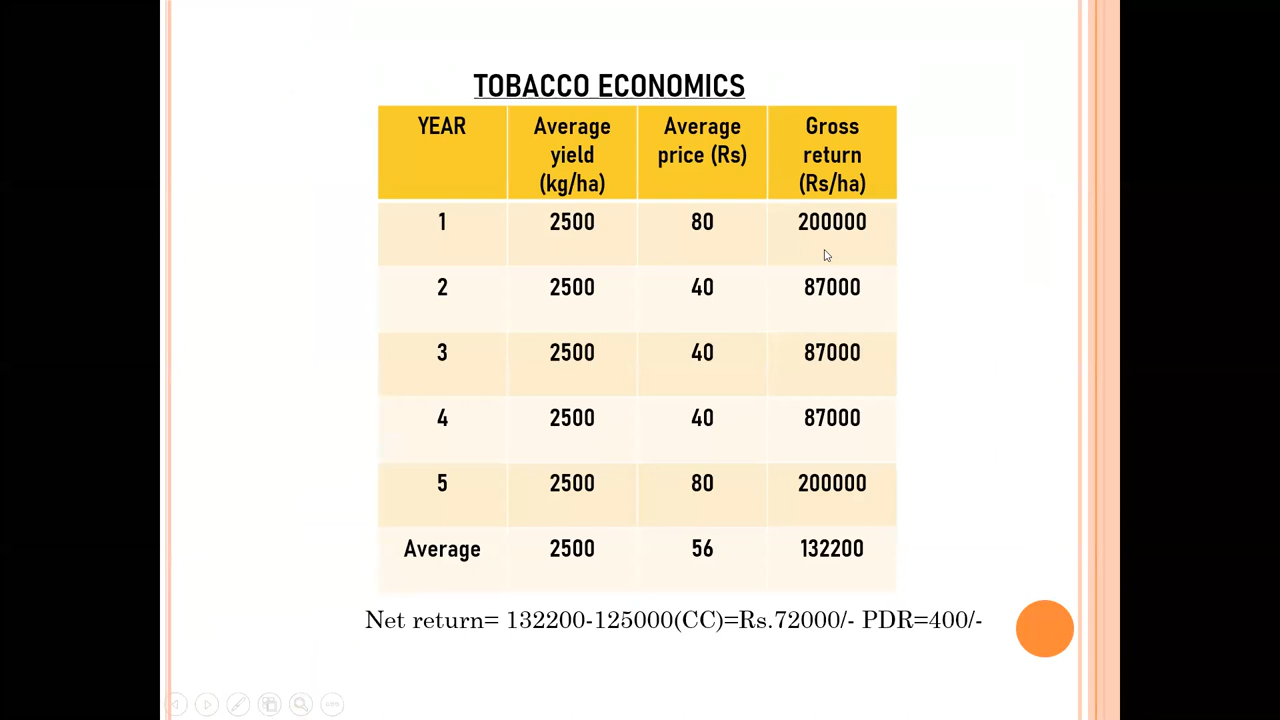 TOBACCO ECONOMICS
YEAR Average yield (kg/ha) Average price (Rs) Gross return (Rs/ha)
1 2500 80 200000
2 2500 40 87000
3 2500 40 87000
4 2500 40 87000
5 2500 80 200000
Average 2500 56 132200
Net return= 132200-125000(CC)=Rs.72000/- PDR=400/-